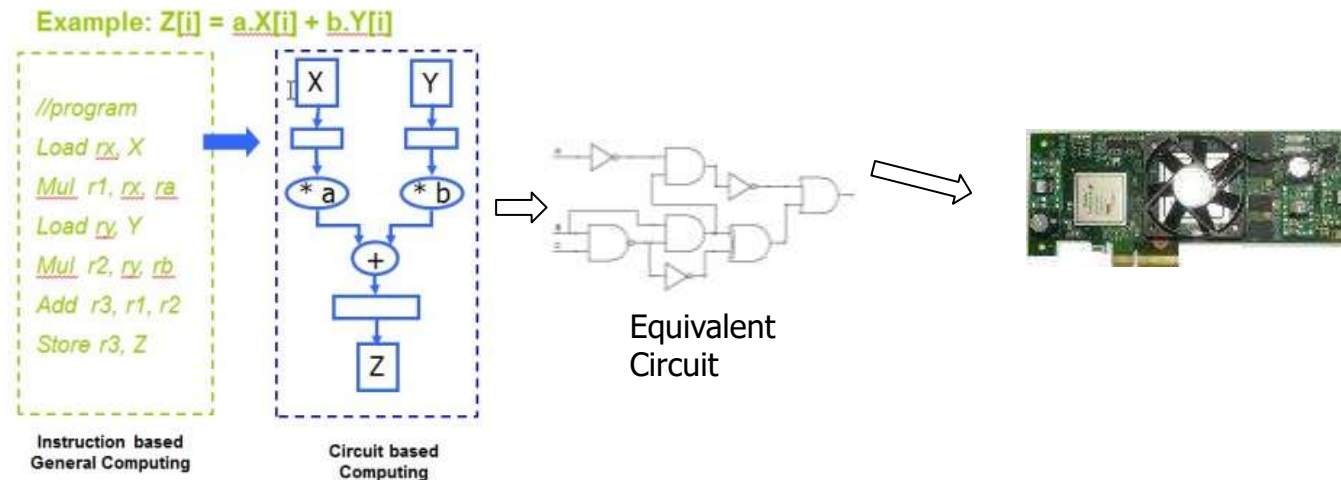 Example: Z[i] = a.X[i] + b.Y[i]
//program
Load rx, X
Mul r1, rx, ra
Load ry, Y
Mul r2, ry, rb
Add r3, r1, r2
Store r3, Z
Instruction based
General Computing
X
Y
* a
* b
+
Z
Circuit based
Computing
Equivalent
Circuit